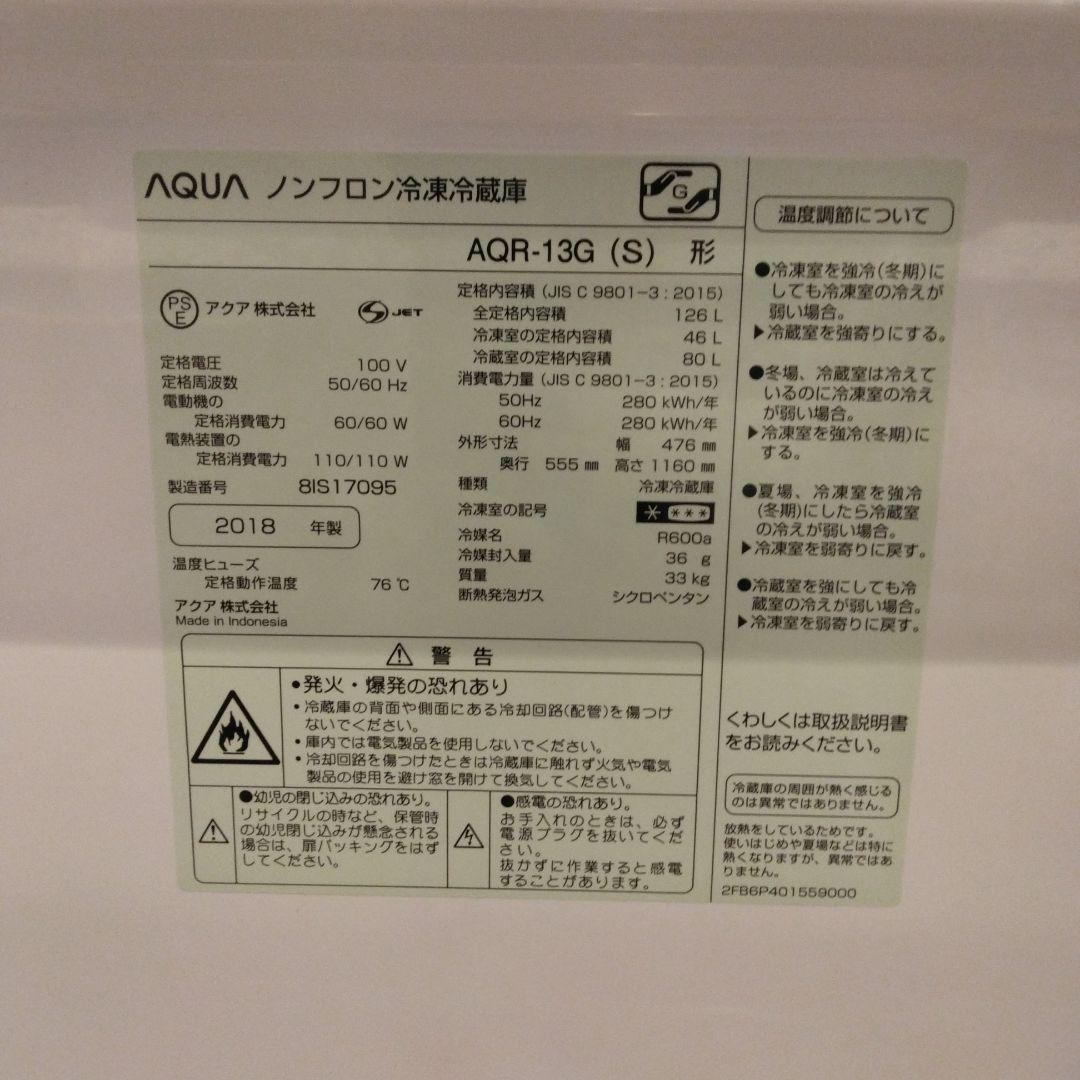 AQUA ノンフロン冷凍冷蔵庫
G
AQR-13G (S) 形
PS
E
アクア 株式会社
S JET
定格電圧 100 V
定格周波数 50/60 Hz
電動機の
定格消費電力 60/60 W
電熱装置の
定格消費電力 110/110 W
製造番号 8IS17095
2018 年製
温度ヒューズ
定格動作温度 76 ℃
アクア 株式会社
Made in Indonesia
定格内容積 (JIS C 9801-3 : 2015)
全定格内容積 126 L
冷凍室の定格内容積 46 L
冷蔵室の定格内容積 80 L
消費電力量 (JIS C 9801-3 : 2015)
50Hz 280 kWh/年
60Hz 280 kWh/年
外形寸法 幅 476 ㎜
奥行 555 ㎜ 高さ 1160 ㎜
種類 冷凍冷蔵庫
冷凍室の記号 * ***
冷媒名 R600a
冷媒封入量 36 g
質量 33 kg
断熱発泡ガス シクロペンタン
⚠ 警 告
•発火・爆発の恐れあり
・冷蔵庫の背面や側面にある冷却回路(配管)を傷つけ
ないでください。
・庫内では電気製品を使用しないでください。
・冷却回路を傷つけたときは冷蔵庫に触れず火気や電気
製品の使用を避け窓を開けて換気してください。
●幼児の閉じ込みの恐れあり。
リサイクルの時など、保管時
の幼児閉じ込みが懸念される
場合は、扉パッキングをはず
してください。
●感電の恐れあり。
お手入れのときは、必ず
電源プラグを抜いてくだ
さい。
抜かずに作業すると感電
することがあります。
温度調節について
●冷凍室を強冷(冬期)に
しても冷凍室の冷えが
弱い場合。
▶冷蔵室を強寄りにする。
●冬場、冷蔵室は冷えて
いるのに冷凍室の冷え
が弱い場合。
▶冷凍室を強冷(冬期)に
する。
●夏場、冷凍室を強冷
(冬期)にしたら冷蔵室
の冷えが弱い場合。
▶冷凍室を弱寄りに戻す。
●冷蔵室を強にしても冷
蔵室の冷えが弱い場合。
▶冷凍室を弱寄りに戻す。
くわしくは取扱説明書
をお読みください。
冷蔵庫の周囲が熱く感じる
のは異常ではありません。
放熱をしているためです。
使いはじめや夏場などは特に
熱くなりますが、異常ではあ
りません。
2FB6P401559000